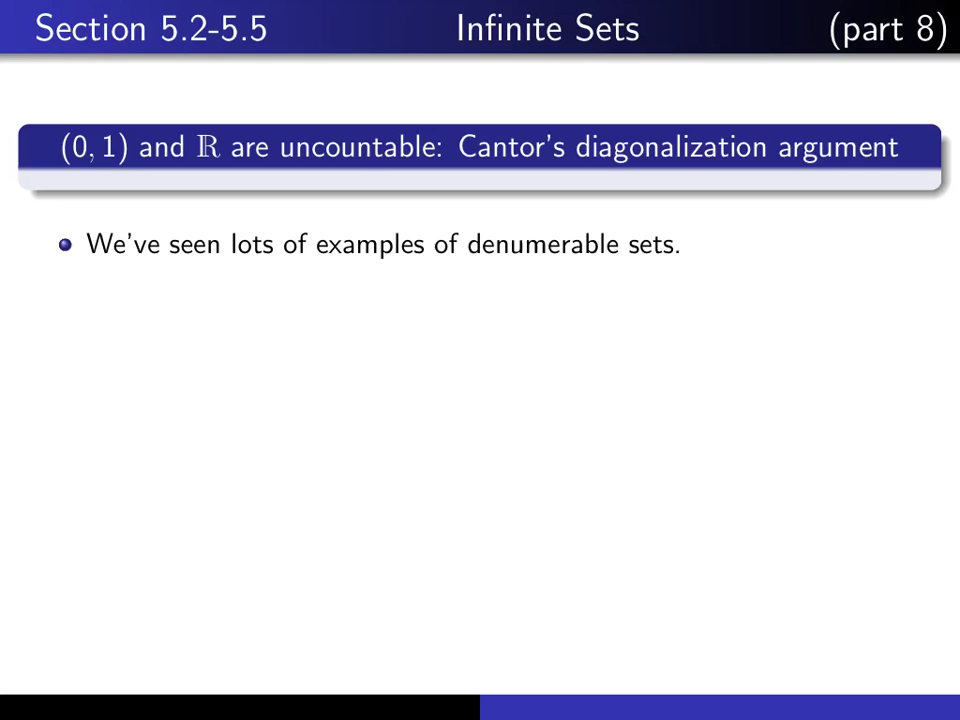 Section 5.2-5.5 Infinite Sets (part 8)
(0, 1) and ℝ are uncountable: Cantor's diagonalization argument
We've seen lots of examples of denumerable sets.